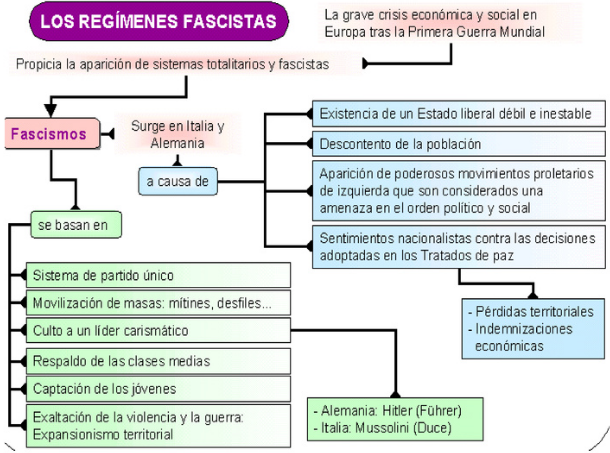 LOS REGÍMENES FASCISTAS
La grave crisis económica y social en
Europa tras la Primera Guerra Mundial
Propicia la aparición de sistemas totalitarios y fascistas
Fascismos
Surge en Italia y
Alemania
a causa de
Existencia de un Estado liberal débil e inestable
Descontento de la población
Aparición de poderosos movimientos proletarios
de izquierda que son considerados una
amenaza en el orden político y social
Sentimientos nacionalistas contra las decisiones
adoptadas en los Tratados de paz
- Pérdidas territoriales
- Indemnizaciones
económicas
se basan en
Sistema de partido único
Movilización de masas: mítines, desfiles...
Culto a un líder carismático
Respaldo de las clases medias
Captación de los jóvenes
Exaltación de la violencia y la guerra:
Expansionismo territorial
- Alemania: Hitler (Führer)
- Italia: Mussolini (Duce)